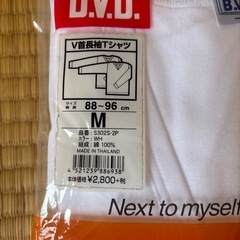 B.V.D.
V首長袖Tシャツ
サイズ 胸囲 88~96 cm
M
品番: S302S-2P
カラー: WH
組成: 綿 100%
MADE IN THAILAND
4 521239 886938
本体価格 ¥2,800+税
Next to myself